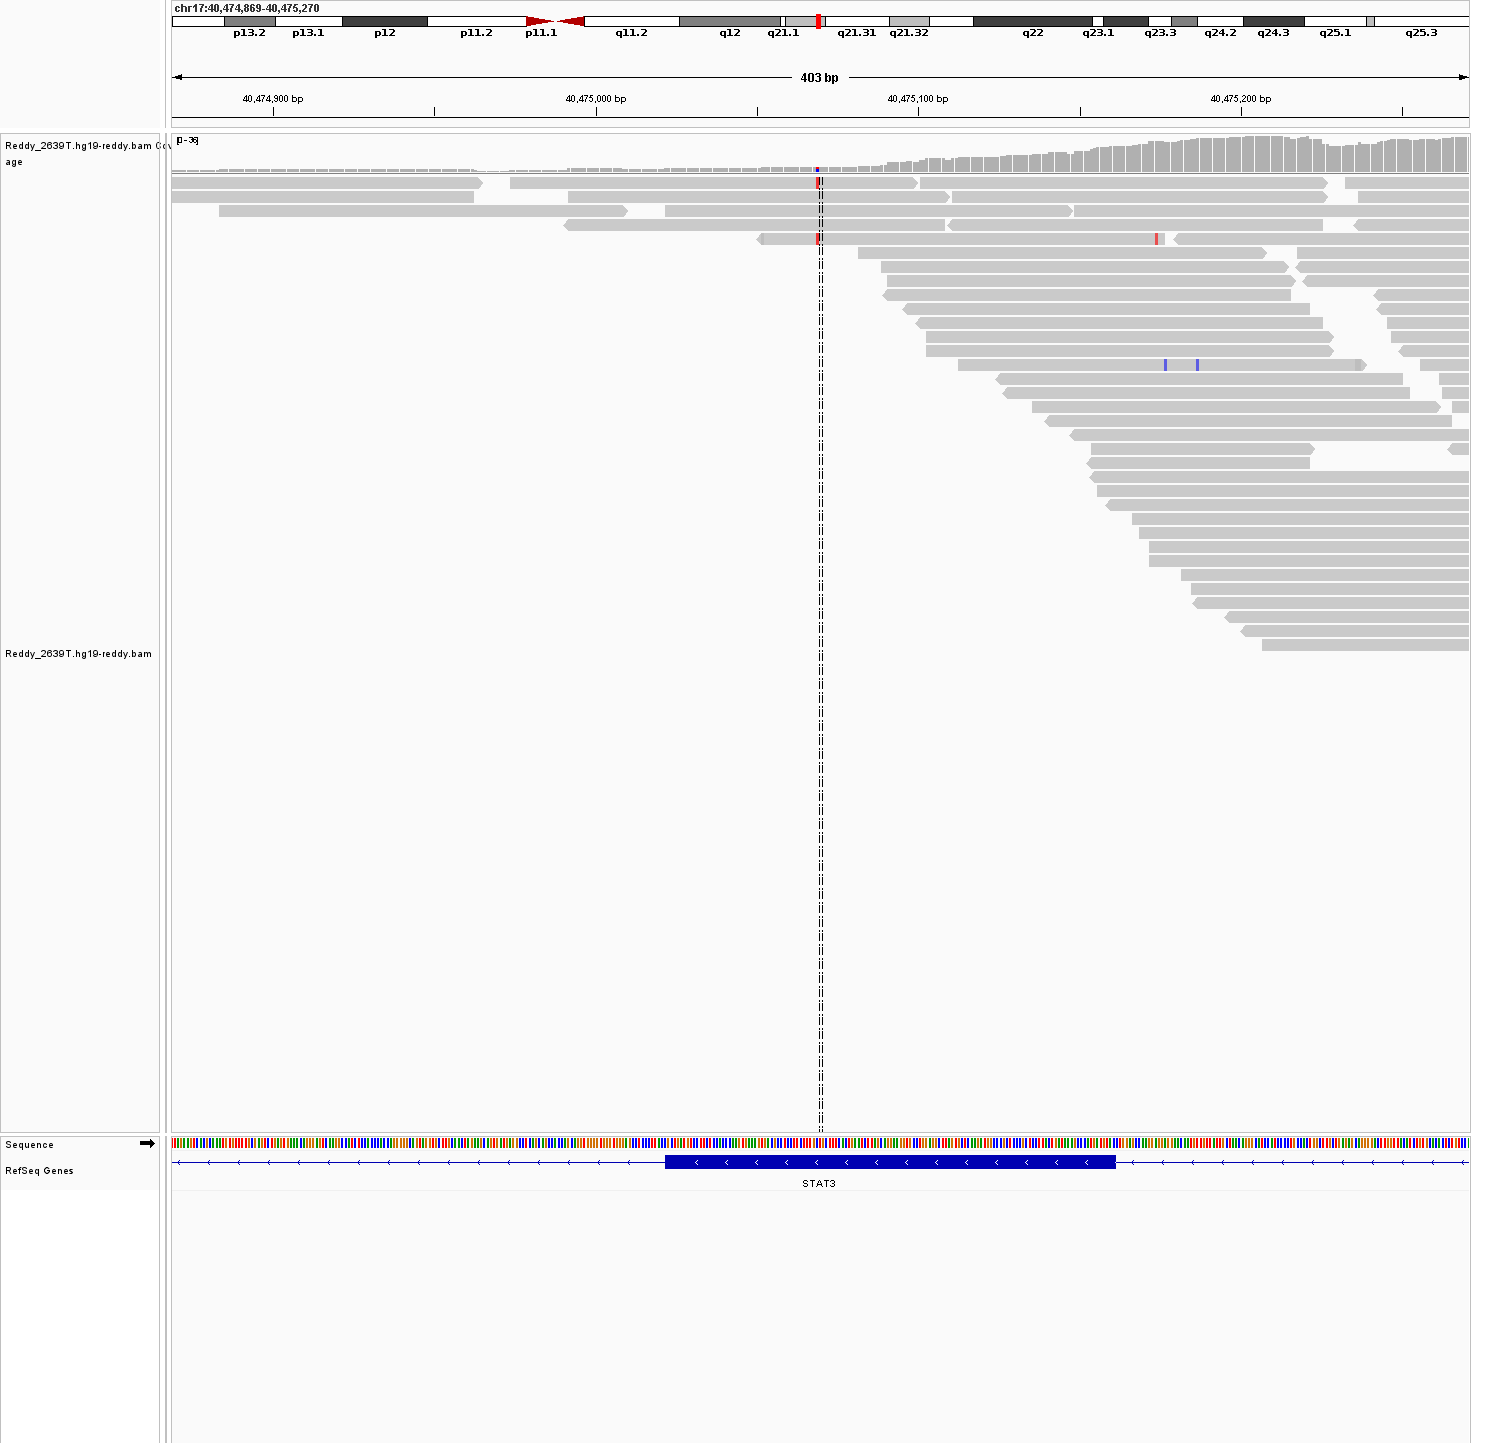 chr17:40,474,869-40,475,270
p13.2 p13.1 p12 p11.2 p11.1 q11.2 q12 q21.1 q21.31 q21.32 q22 q23.1 q23.3 q24.2 q24.3 q25.1 q25.3
403 bp
40,474,900 bp 40,475,000 bp 40,475,100 bp 40,475,200 bp
Reddy_2639T.hg19-reddy.bam Cov
age
[0-36]
Reddy_2639T.hg19-reddy.bam
Sequence
RefSeq Genes
STAT3